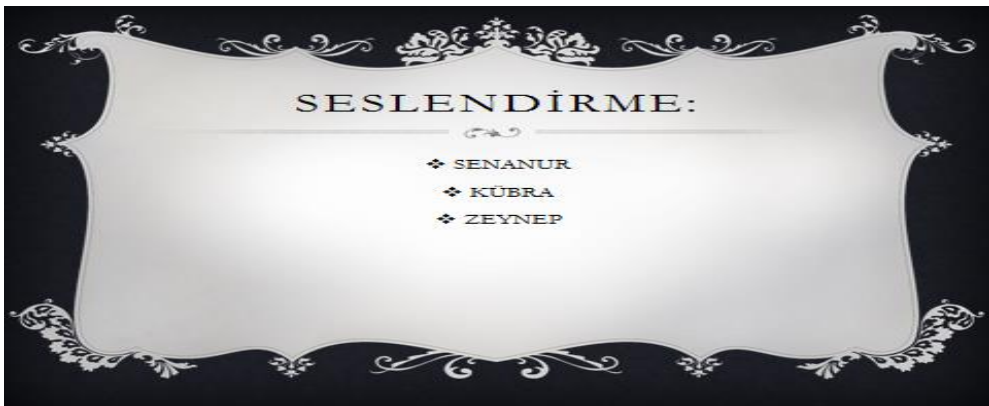 SESLENDİRME:
❖ SENANUR
❖ KÜBRA
❖ ZEYNEP